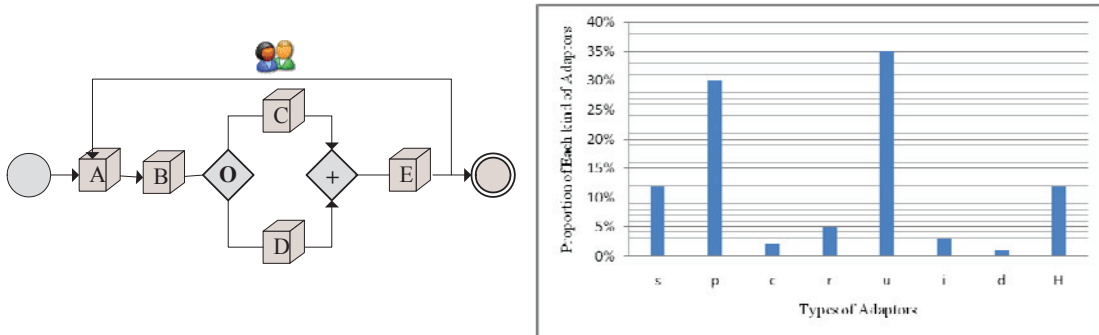 A
B
O
C
D
+
E
Proportion of Each kind of Adaptors
40%
35%
30%
25%
20%
15%
10%
5%
0%
s p c r u i d H
Types of Adaptors